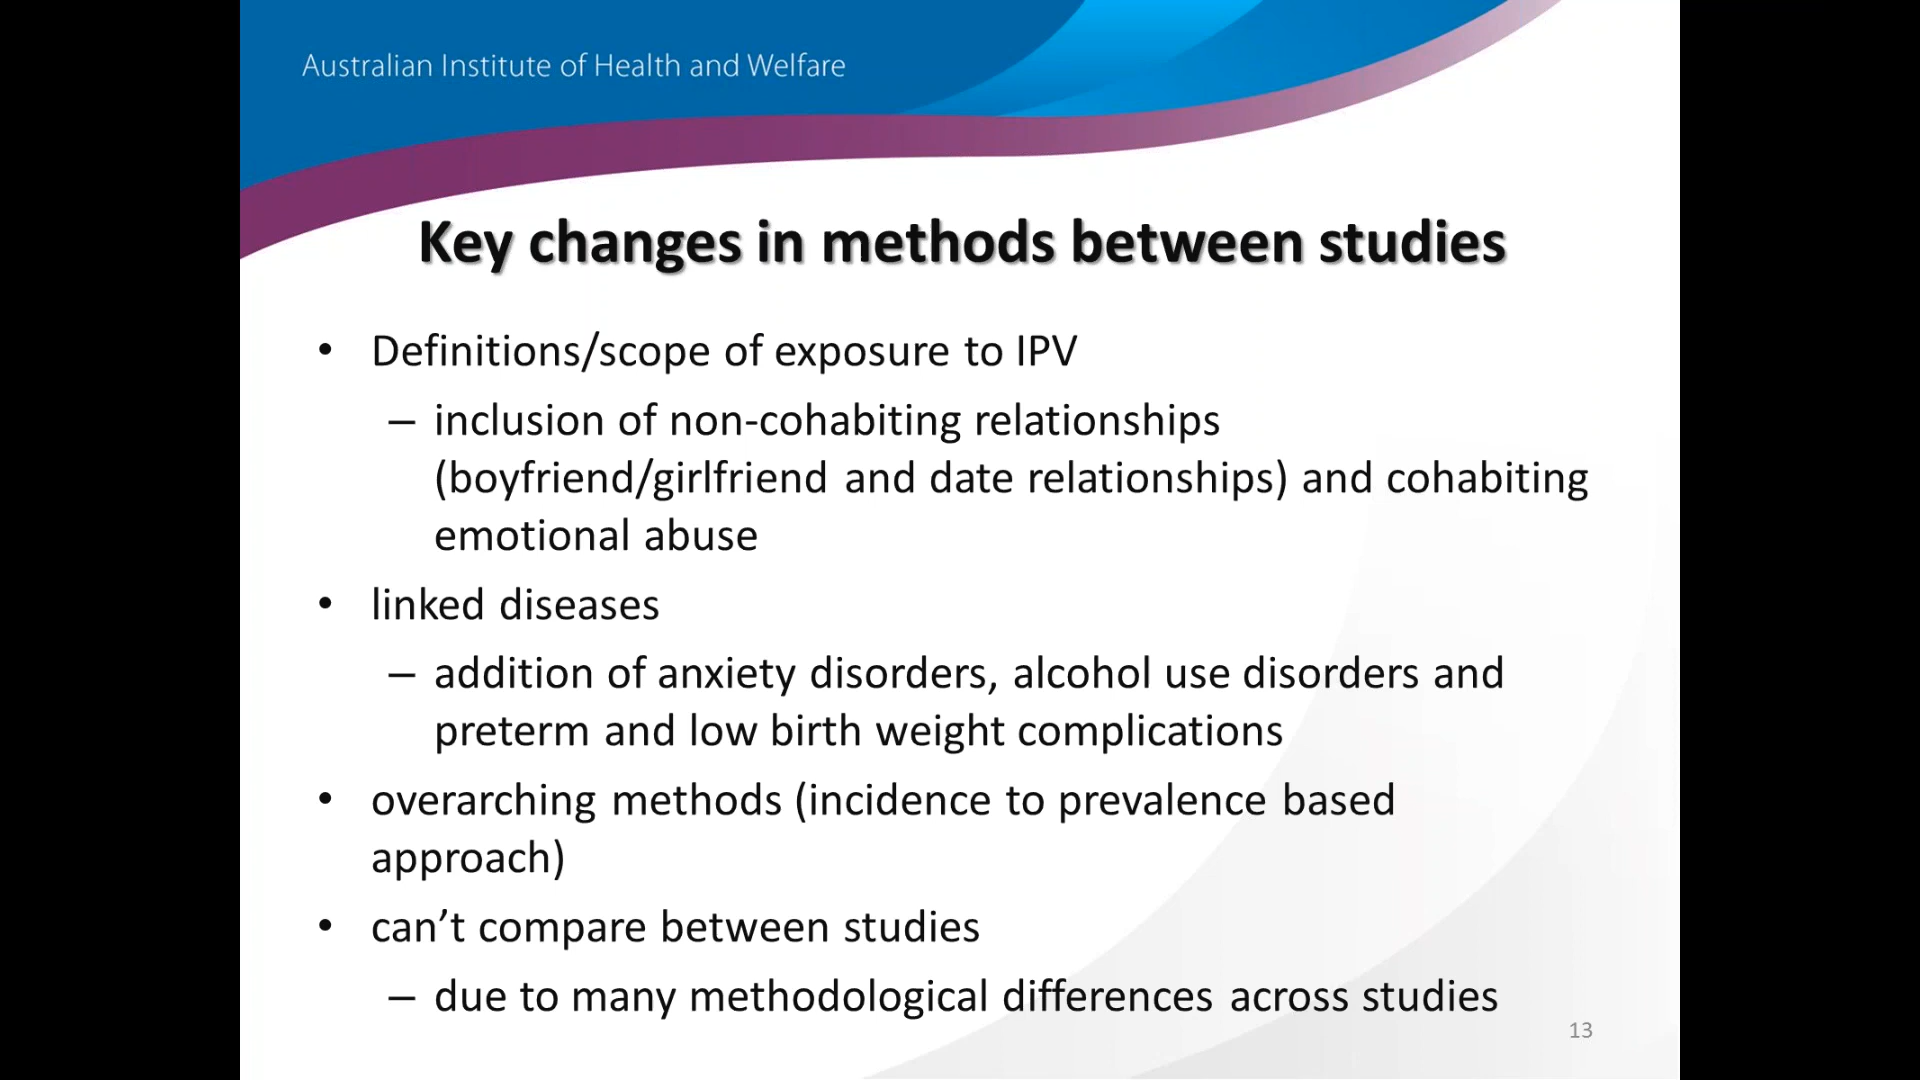 Australian Institute of Health and Welfare
Key changes in methods between studies
• Definitions/scope of exposure to IPV
– inclusion of non-cohabiting relationships
(boyfriend/girlfriend and date relationships) and cohabiting
emotional abuse
• linked diseases
– addition of anxiety disorders, alcohol use disorders and
preterm and low birth weight complications
• overarching methods (incidence to prevalence based
approach)
• can’t compare between studies
– due to many methodological differences across studies
13